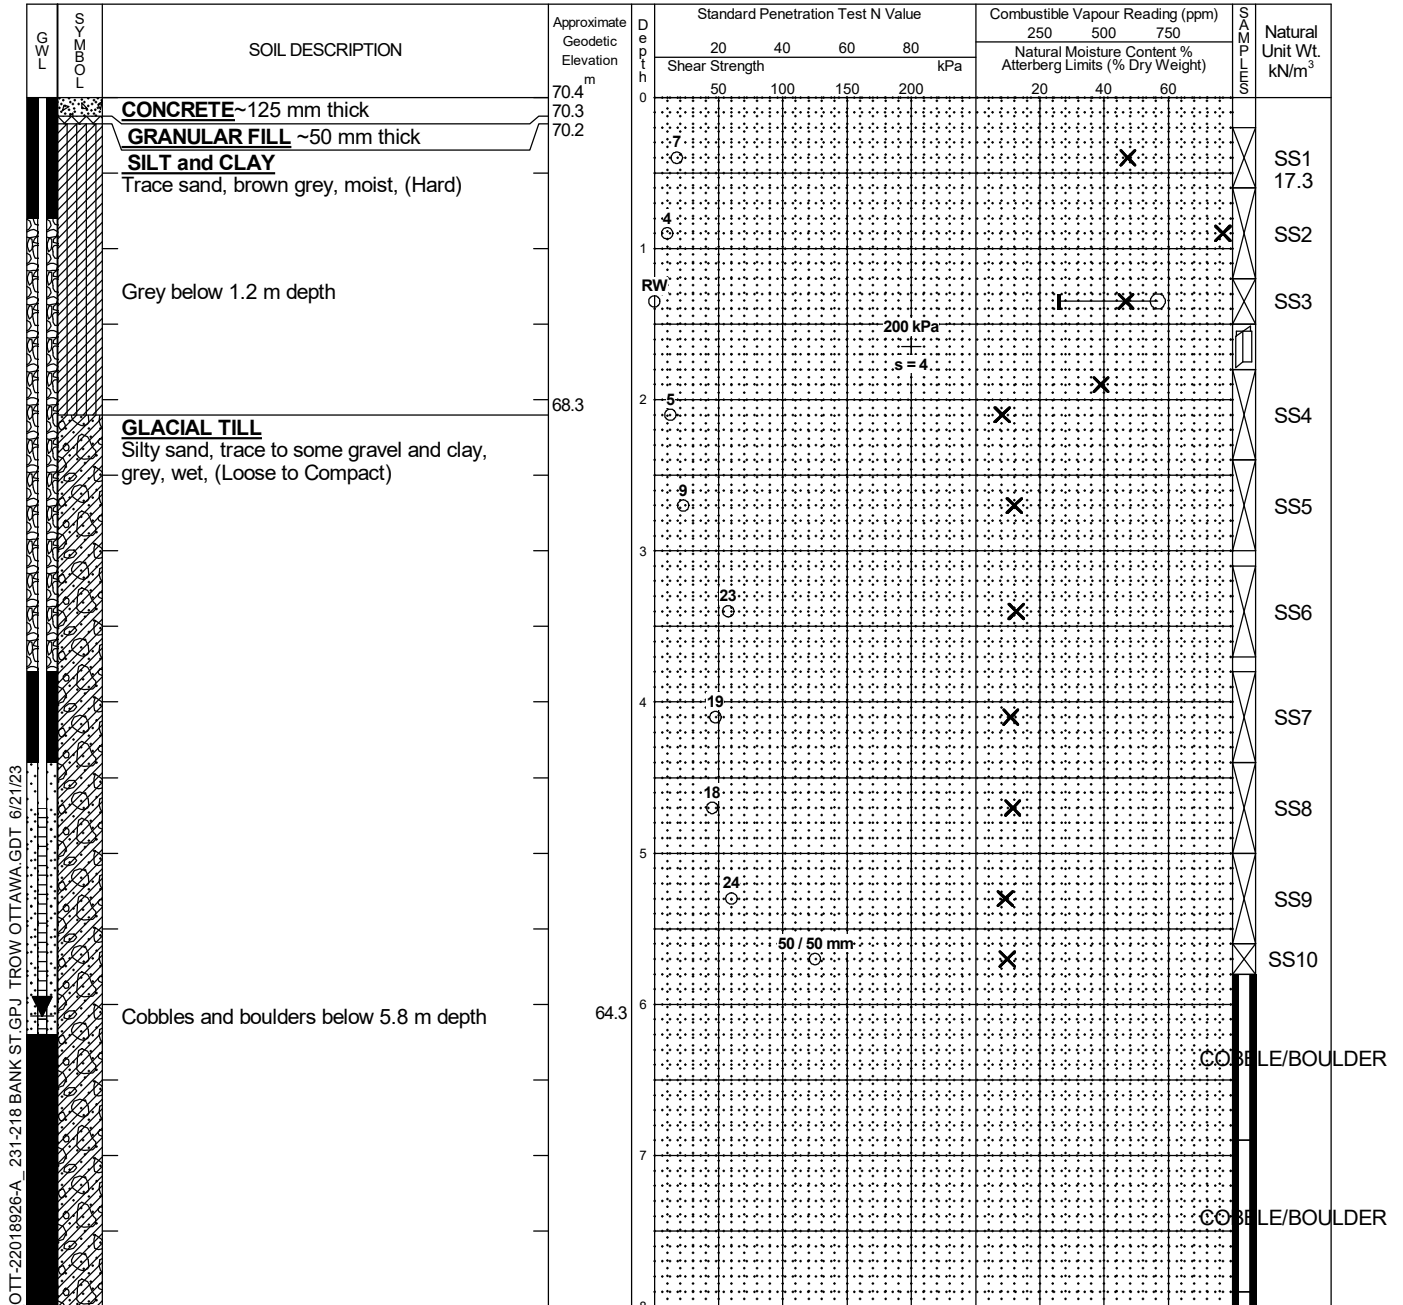 GWL
SYMBOL
SOIL DESCRIPTION
Approximate
Geodetic
Elevation
m
Depth
Standard Penetration Test N Value
20 40 60 80
Shear Strength kPa
50 100 150 200
Combustible Vapour Reading (ppm)
250 500 750
Natural Moisture Content %
Atterberg Limits (% Dry Weight)
20 40 60
SAMPLES
Natural
Unit Wt.
kN/m³
70.4
0
CONCRETE~125 mm thick
70.3
GRANULAR FILL ~50 mm thick
70.2
SILT and CLAY
Trace sand, brown grey, moist, (Hard)
7
SS1
17.3
4
SS2
1
Grey below 1.2 m depth
RW
SS3
200 kPa
s = 4
68.3
2
5
SS4
GLACIAL TILL
Silty sand, trace to some gravel and clay,
grey, wet, (Loose to Compact)
9
SS5
3
23
SS6
4
19
SS7
18
SS8
5
24
SS9
50 / 50 mm
SS10
6
Cobbles and boulders below 5.8 m depth
64.3
COBBLE/BOULDER
7
COBBLE/BOULDER
8
OTT-22018926-A_ 231-218 BANK ST.GPJ TROW OTTAWA.GDT 6/21/23